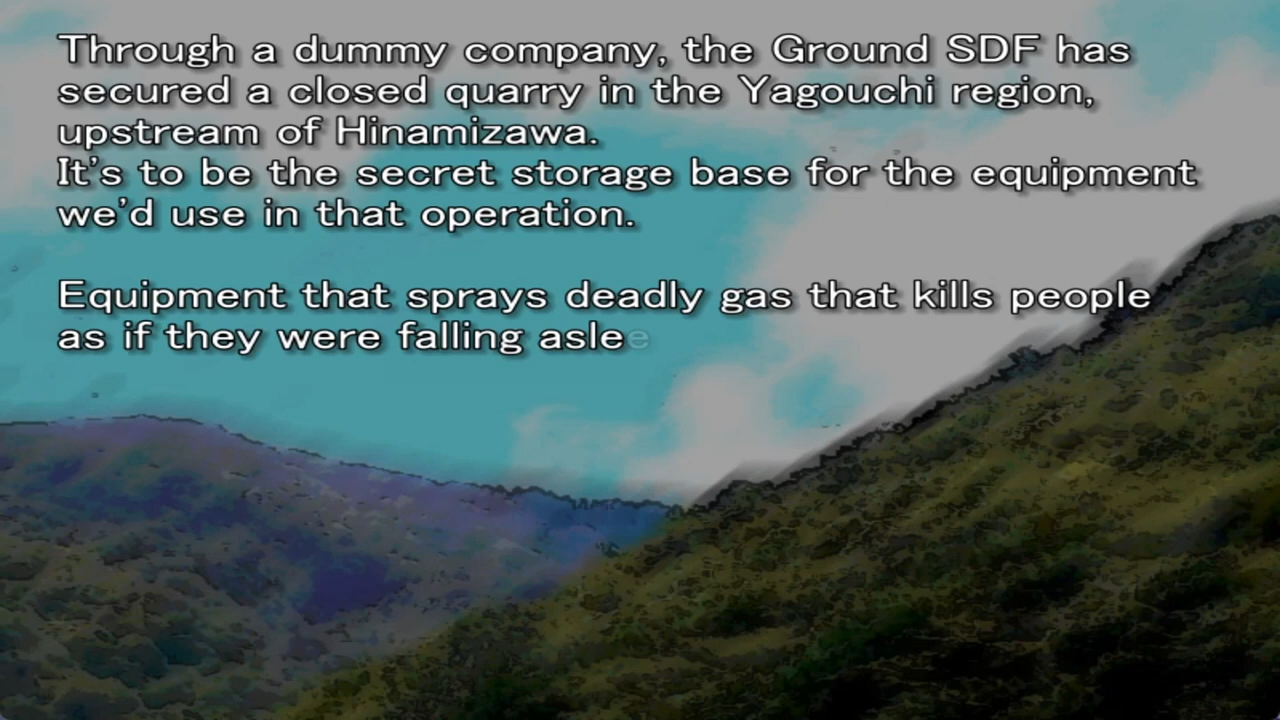 Through a dummy company, the Ground SDF has
secured a closed quarry in the Yagouchi region,
upstream of Hinamizawa.
It's to be the secret storage base for the equipment
we'd use in that operation.
Equipment that sprays deadly gas that kills people
as if they were falling aslee